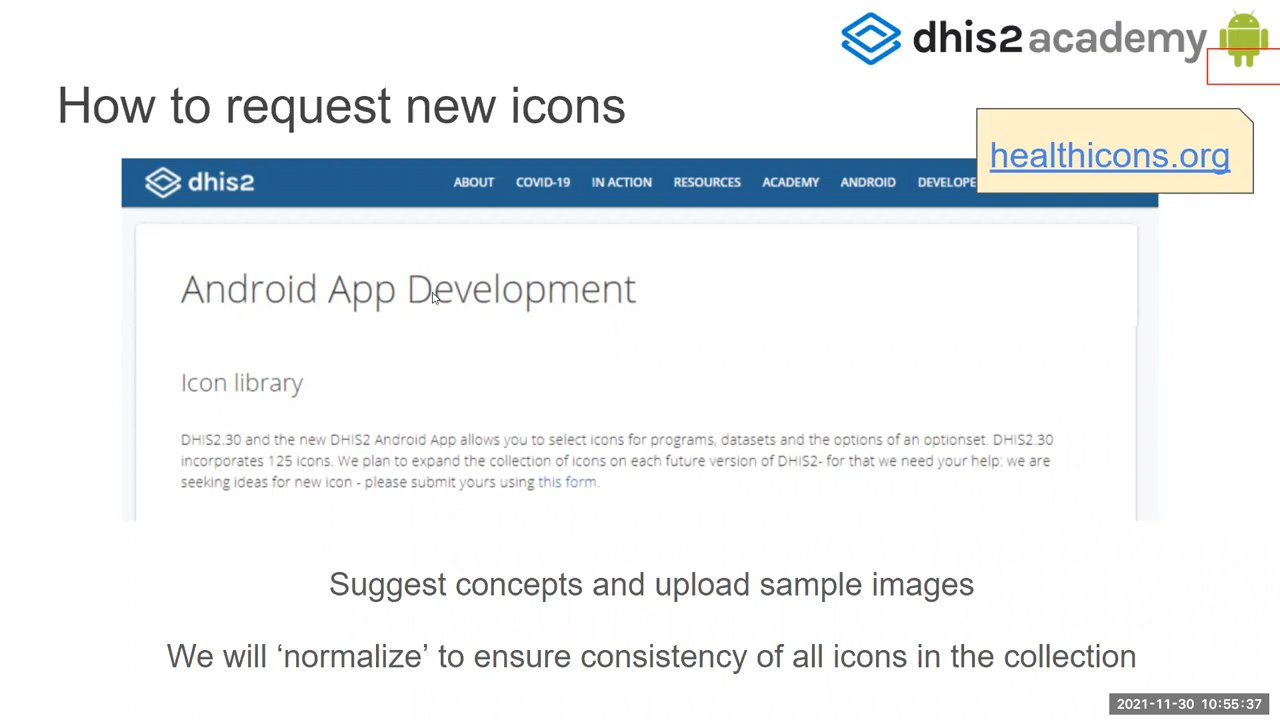 dhis2 academy
How to request new icons
healthicons.org
dhis2
ABOUT COVID-19 IN ACTION RESOURCES ACADEMY ANDROID DEVELOPE
Android App Development
Icon library
DHIS2.30 and the new DHIS2 Android App allows you to select icons for programs, datasets and the options of an optionset. DHIS2.30
incorporates 125 icons. We plan to expand the collection of icons on each future version of DHIS2- for that we need your help: we are
seeking ideas for new icon - please submit yours using this form.
Suggest concepts and upload sample images
We will ‘normalize’ to ensure consistency of all icons in the collection
2021-11-30 10:55:37